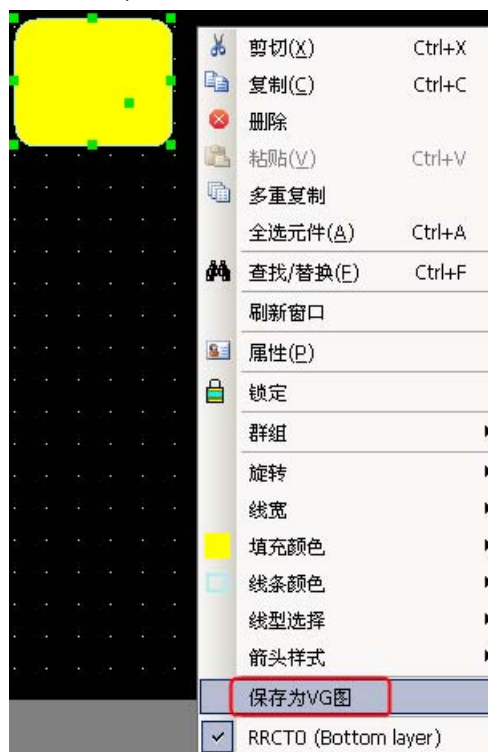 剪切(X) Ctrl+X
复制(C) Ctrl+C
删除
粘贴(V) Ctrl+V
多重复制
全选元件(A) Ctrl+A
查找/替换(F) Ctrl+F
刷新窗口
属性(P)
锁定
群组
旋转
线宽
填充颜色
线条颜色
线型选择
箭头样式
保存为VG图
RRCT0 (Bottom layer)